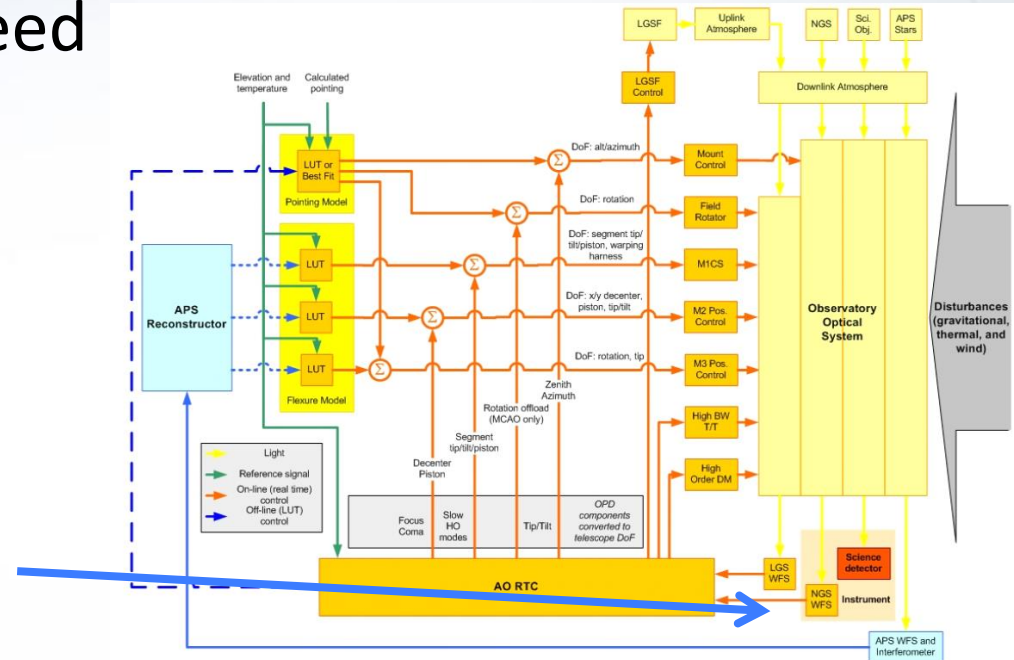 eed
LGSF
Uplink
Atmosphere
NGS
Sci.
Obj.
APS
Stars
Elevation and
temperature
Calculated
pointing
LGSF
Control
Downlink Atmosphere
LUT or
Best Fit
Pointing Model
Σ
DoF: alt/azimuth
Mount
Control
Σ
DoF: rotation
Field
Rotator
LUT
Σ
DoF: segment tip/
tilt/piston, warping
harness
M1CS
APS
Reconstructor
LUT
Σ
DoF: x/y decenter,
piston, tip/tilt
M2 Pos.
Control
Observatory
Optical
System
Disturbances
(gravitational,
thermal, and
wind)
LUT
Flexure Model
Σ
DoF: rotation, tip
M3 Pos.
Control
Zenith
Azimuth
Rotation offload
(MCAO only)
Segment
tip/tilt/piston
Decenter
Piston
High BW
T/T
High
Order DM
Light
Reference signal
On-line (real time)
control
Off-line (LUT)
control
Focus
Coma
Slow
HO
modes
Tip/Tilt
OPD
components
converted to
telescope DoF
AO RTC
LGS
WFS
Science
detector
NGS
WFS
Instrument
APS WFS and
Interferometer